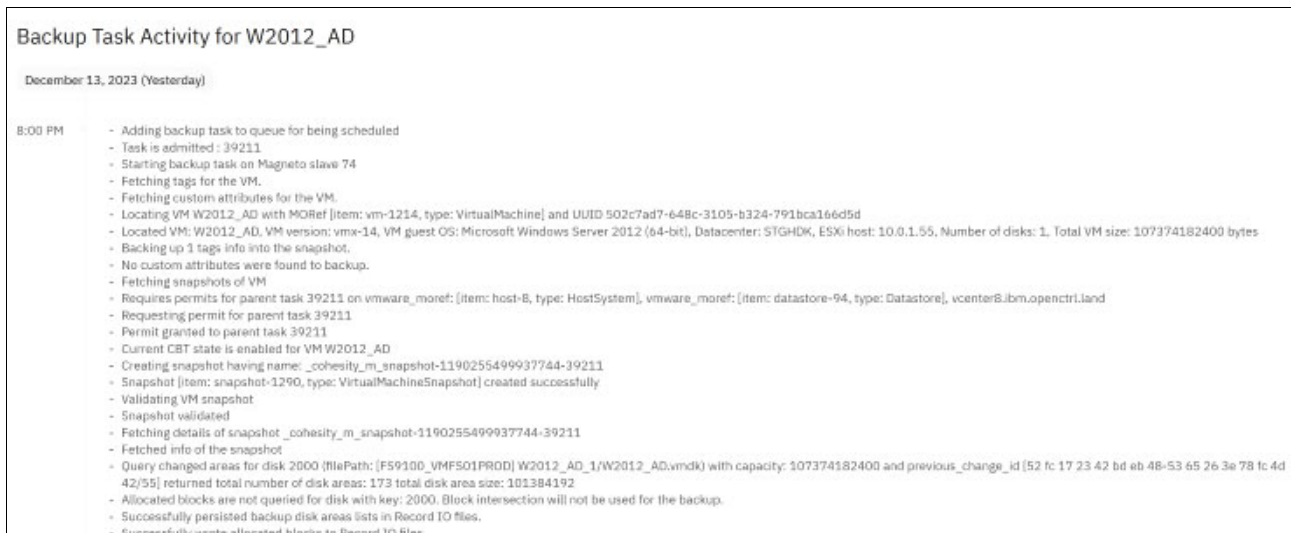 Backup Task Activity for W2012_AD
December 13, 2023 (Yesterday)
8:00 PM
- Adding backup task to queue for being scheduled
- Task is admitted : 39211
- Starting backup task on Magneto slave 74
- Fetching tags for the VM.
- Fetching custom attributes for the VM.
- Locating VM W2012_AD with MORef [item: vm-1214, type: VirtualMachine] and UUID 502c7ad7-648c-3105-b324-791bca166d5d
- Located VM: W2012_AD, VM version: vmx-14, VM guest OS: Microsoft Windows Server 2012 (64-bit), Datacenter: STGHDK, ESXi host: 10.0.1.55, Number of disks: 1, Total VM size: 107374182400 bytes
- Backing up 1 tags info into the snapshot.
- No custom attributes were found to backup.
- Fetching snapshots of VM
- Requires permits for parent task 39211 on vmware_moref: [item: host-8, type: HostSystem], vmware_moref: [item: datastore-94, type: Datastore], vcenter8.ibm.openctrl.land
- Requesting permit for parent task 39211
- Permit granted to parent task 39211
- Current CBT state is enabled for VM W2012_AD
- Creating snapshot having name: _cohesity_m_snapshot-1190255499937744-39211
- Snapshot [item: snapshot-1290, type: VirtualMachineSnapshot] created successfully
- Validating VM snapshot
- Snapshot validated
- Fetching details of snapshot _cohesity_m_snapshot-1190255499937744-39211
- Fetched info of the snapshot
- Query changed areas for disk 2000 (filePath: [FS9100_VMFS01PROD] W2012_AD_1/W2012_AD.vmdk) with capacity: 107374182400 and previous_change_id [52 fc 17 23 42 bd eb 48-53 65 26 3e 78 fc 4d
42/55] returned total number of disk areas: 173 total disk area size: 101384192
- Allocated blocks are not queried for disk with key: 2000. Block intersection will not be used for the backup.
- Successfully persisted backup disk areas lists in Record IO files.
- Successfully wrote allocated blocks to Record IO files.